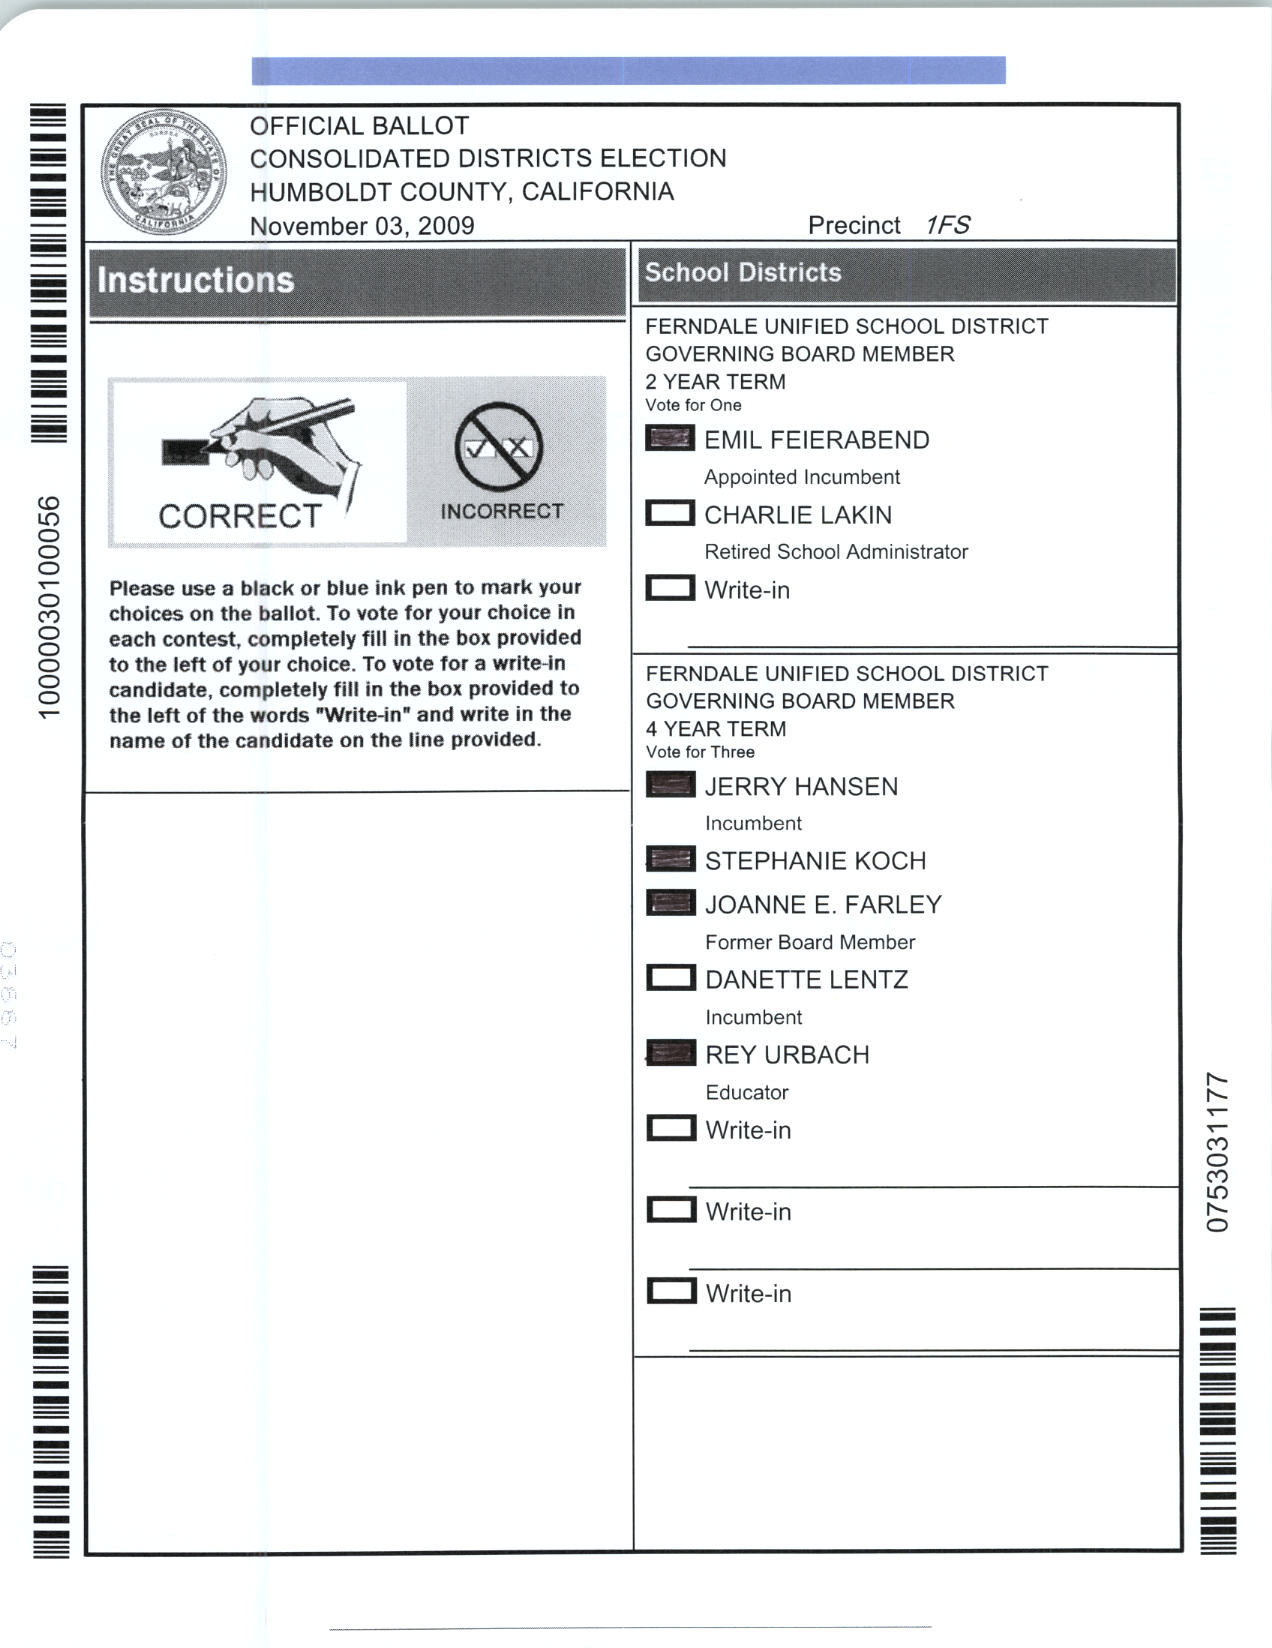 OFFICIAL BALLOT
CONSOLIDATED DISTRICTS ELECTION
HUMBOLDT COUNTY, CALIFORNIA
November 03, 2009 Precinct 1FS
THE GREAT SEAL OF THE STATE OF CALIFORNIA
EUREKA
Instructions
CORRECT
INCORRECT
Please use a black or blue ink pen to mark your
choices on the ballot. To vote for your choice in
each contest, completely fill in the box provided
to the left of your choice. To vote for a write-in
candidate, completely fill in the box provided to
the left of the words "Write-in" and write in the
name of the candidate on the line provided.
School Districts
FERNDALE UNIFIED SCHOOL DISTRICT
GOVERNING BOARD MEMBER
2 YEAR TERM
Vote for One
EMIL FEIERABEND
Appointed Incumbent
CHARLIE LAKIN
Retired School Administrator
Write-in
FERNDALE UNIFIED SCHOOL DISTRICT
GOVERNING BOARD MEMBER
4 YEAR TERM
Vote for Three
JERRY HANSEN
Incumbent
STEPHANIE KOCH
JOANNE E. FARLEY
Former Board Member
DANETTE LENTZ
Incumbent
REY URBACH
Educator
Write-in
Write-in
Write-in
10000030100056
0753031177